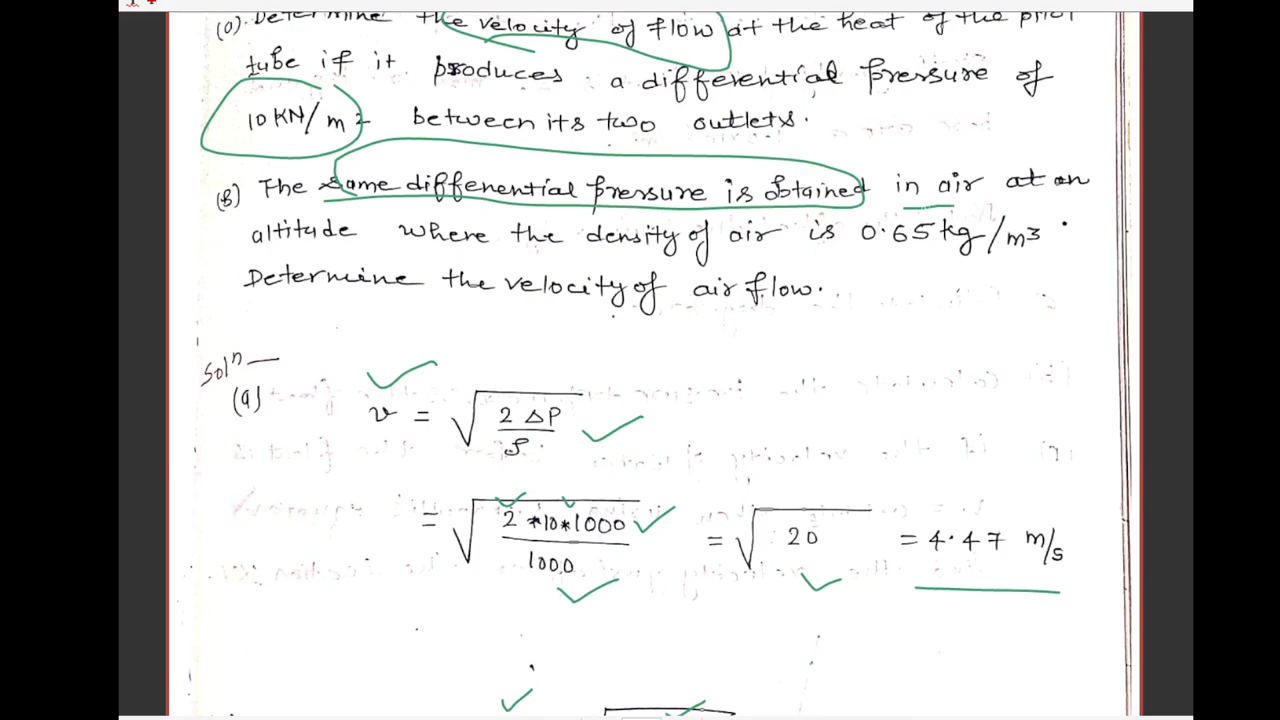 (a) Determine the velocity of flow at the heat of the pitot
tube if it produces a differential pressure of
10 KN/m2 between its two outlets.
(B) The same differential pressure is obtained in air at an
altitude where the density of air is 0.65 kg/m3.
Determine the velocity of air flow.
Solⁿ —
(a) v = √(2 ΔP / ρ)
= √(2 *10*1000 / 1000) = √20 = 4.47 m/s